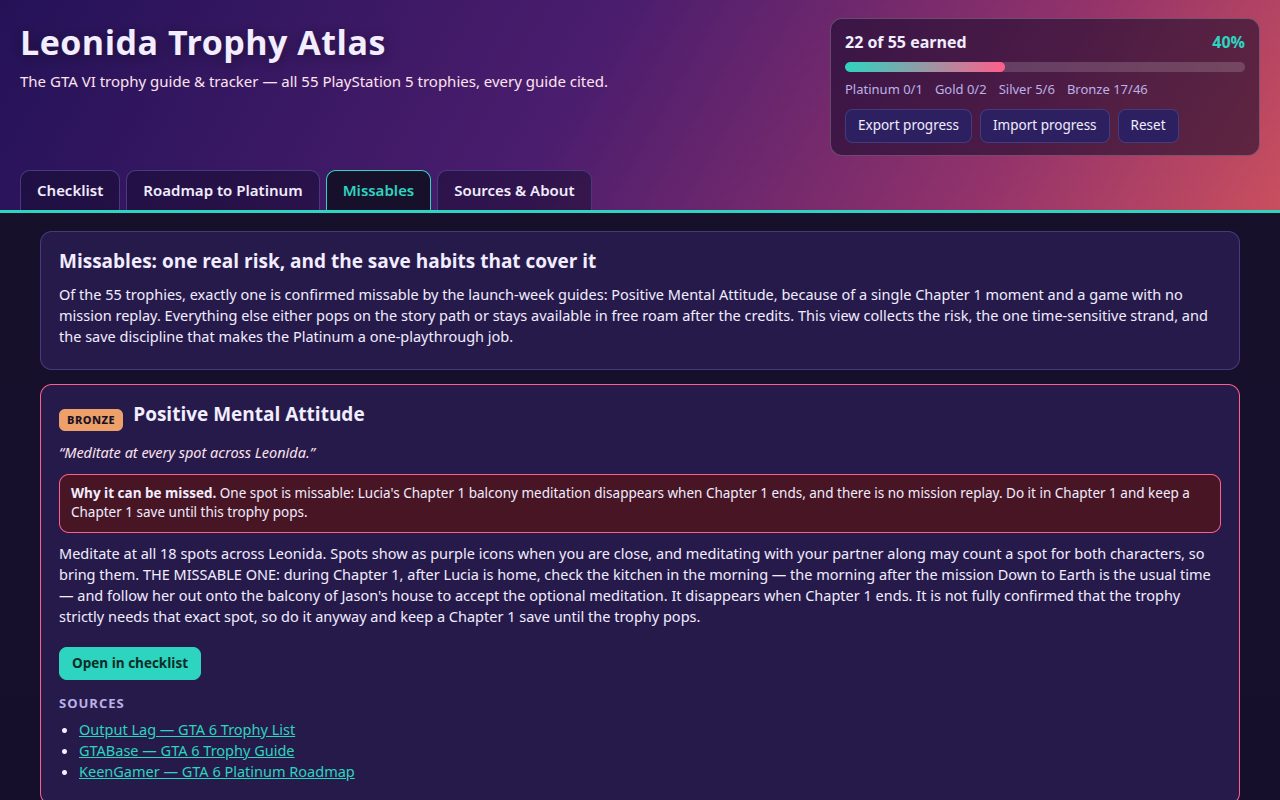 Leonida Trophy Atlas
The GTA VI trophy guide & tracker — all 55 PlayStation 5 trophies, every guide cited.
22 of 55 earned
40%
Platinum 0/1 Gold 0/2 Silver 5/6 Bronze 17/46
Export progress Import progress Reset
Checklist Roadmap to Platinum Missables Sources & About
Missables: one real risk, and the save habits that cover it
Of the 55 trophies, exactly one is confirmed missable by the launch-week guides: Positive Mental Attitude, because of a single Chapter 1 moment and a game with no
mission replay. Everything else either pops on the story path or stays available in free roam after the credits. This view collects the risk, the one time-sensitive strand, and
the save discipline that makes the Platinum a one-playthrough job.
BRONZE Positive Mental Attitude
“Meditate at every spot across Leonida.”
Why it can be missed. One spot is missable: Lucia's Chapter 1 balcony meditation disappears when Chapter 1 ends, and there is no mission replay. Do it in Chapter 1 and keep a
Chapter 1 save until this trophy pops.
Meditate at all 18 spots across Leonida. Spots show as purple icons when you are close, and meditating with your partner along may count a spot for both characters, so
bring them. THE MISSABLE ONE: during Chapter 1, after Lucia is home, check the kitchen in the morning — the morning after the mission Down to Earth is the usual time
— and follow her out onto the balcony of Jason's house to accept the optional meditation. It disappears when Chapter 1 ends. It is not fully confirmed that the trophy
strictly needs that exact spot, so do it anyway and keep a Chapter 1 save until the trophy pops.
Open in checklist
SOURCES
• Output Lag — GTA 6 Trophy List
• GTABase — GTA 6 Trophy Guide
• KeenGamer — GTA 6 Platinum Roadmap